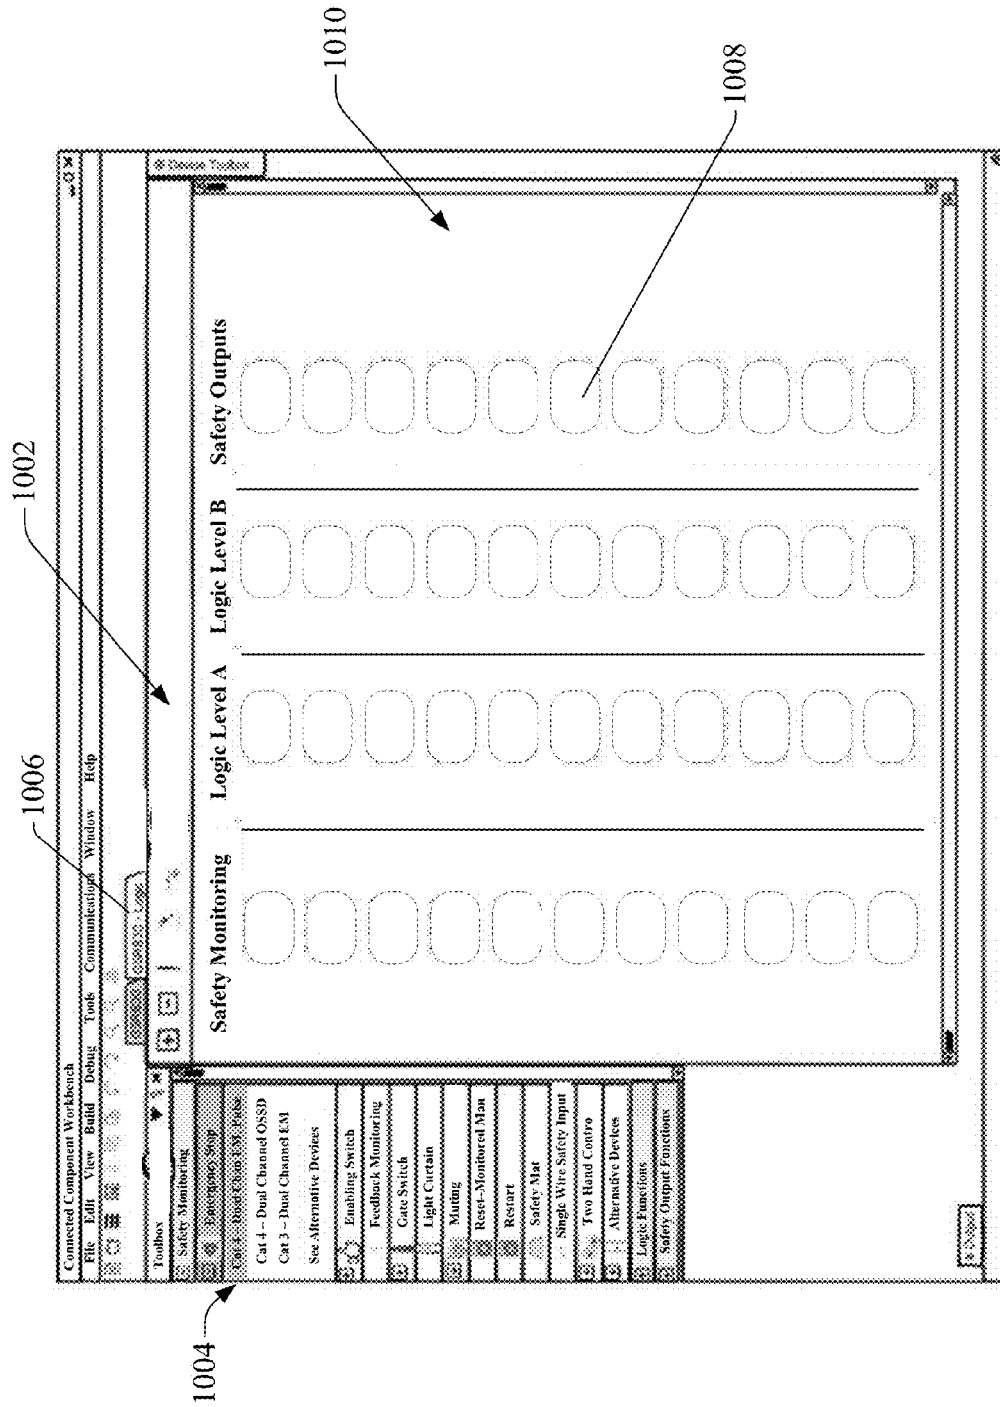 1010
1008
1002
1006
1004
Connected Component Workbench
File Edit View Build Debug Tools Communications Window Help
Toolbox
Safety Monitoring
Emergency Stop
Cat 4 – Dual Channel OSSD
Cat 3 – Dual Channel EM
See Alternative Devices
Enabling Switch
Feedback Monitoring
Gate Switch
Light Curtain
Muting
Reset–Monitored Man
Restart
Safety Mat
Single Wire Safety Input
Two Hand Contro
Alternative Devices
Logic Functions
Safety Output Functions
Safety Monitoring
Logic Level A
Logic Level B
Safety Outputs
Design Toolbox
Output